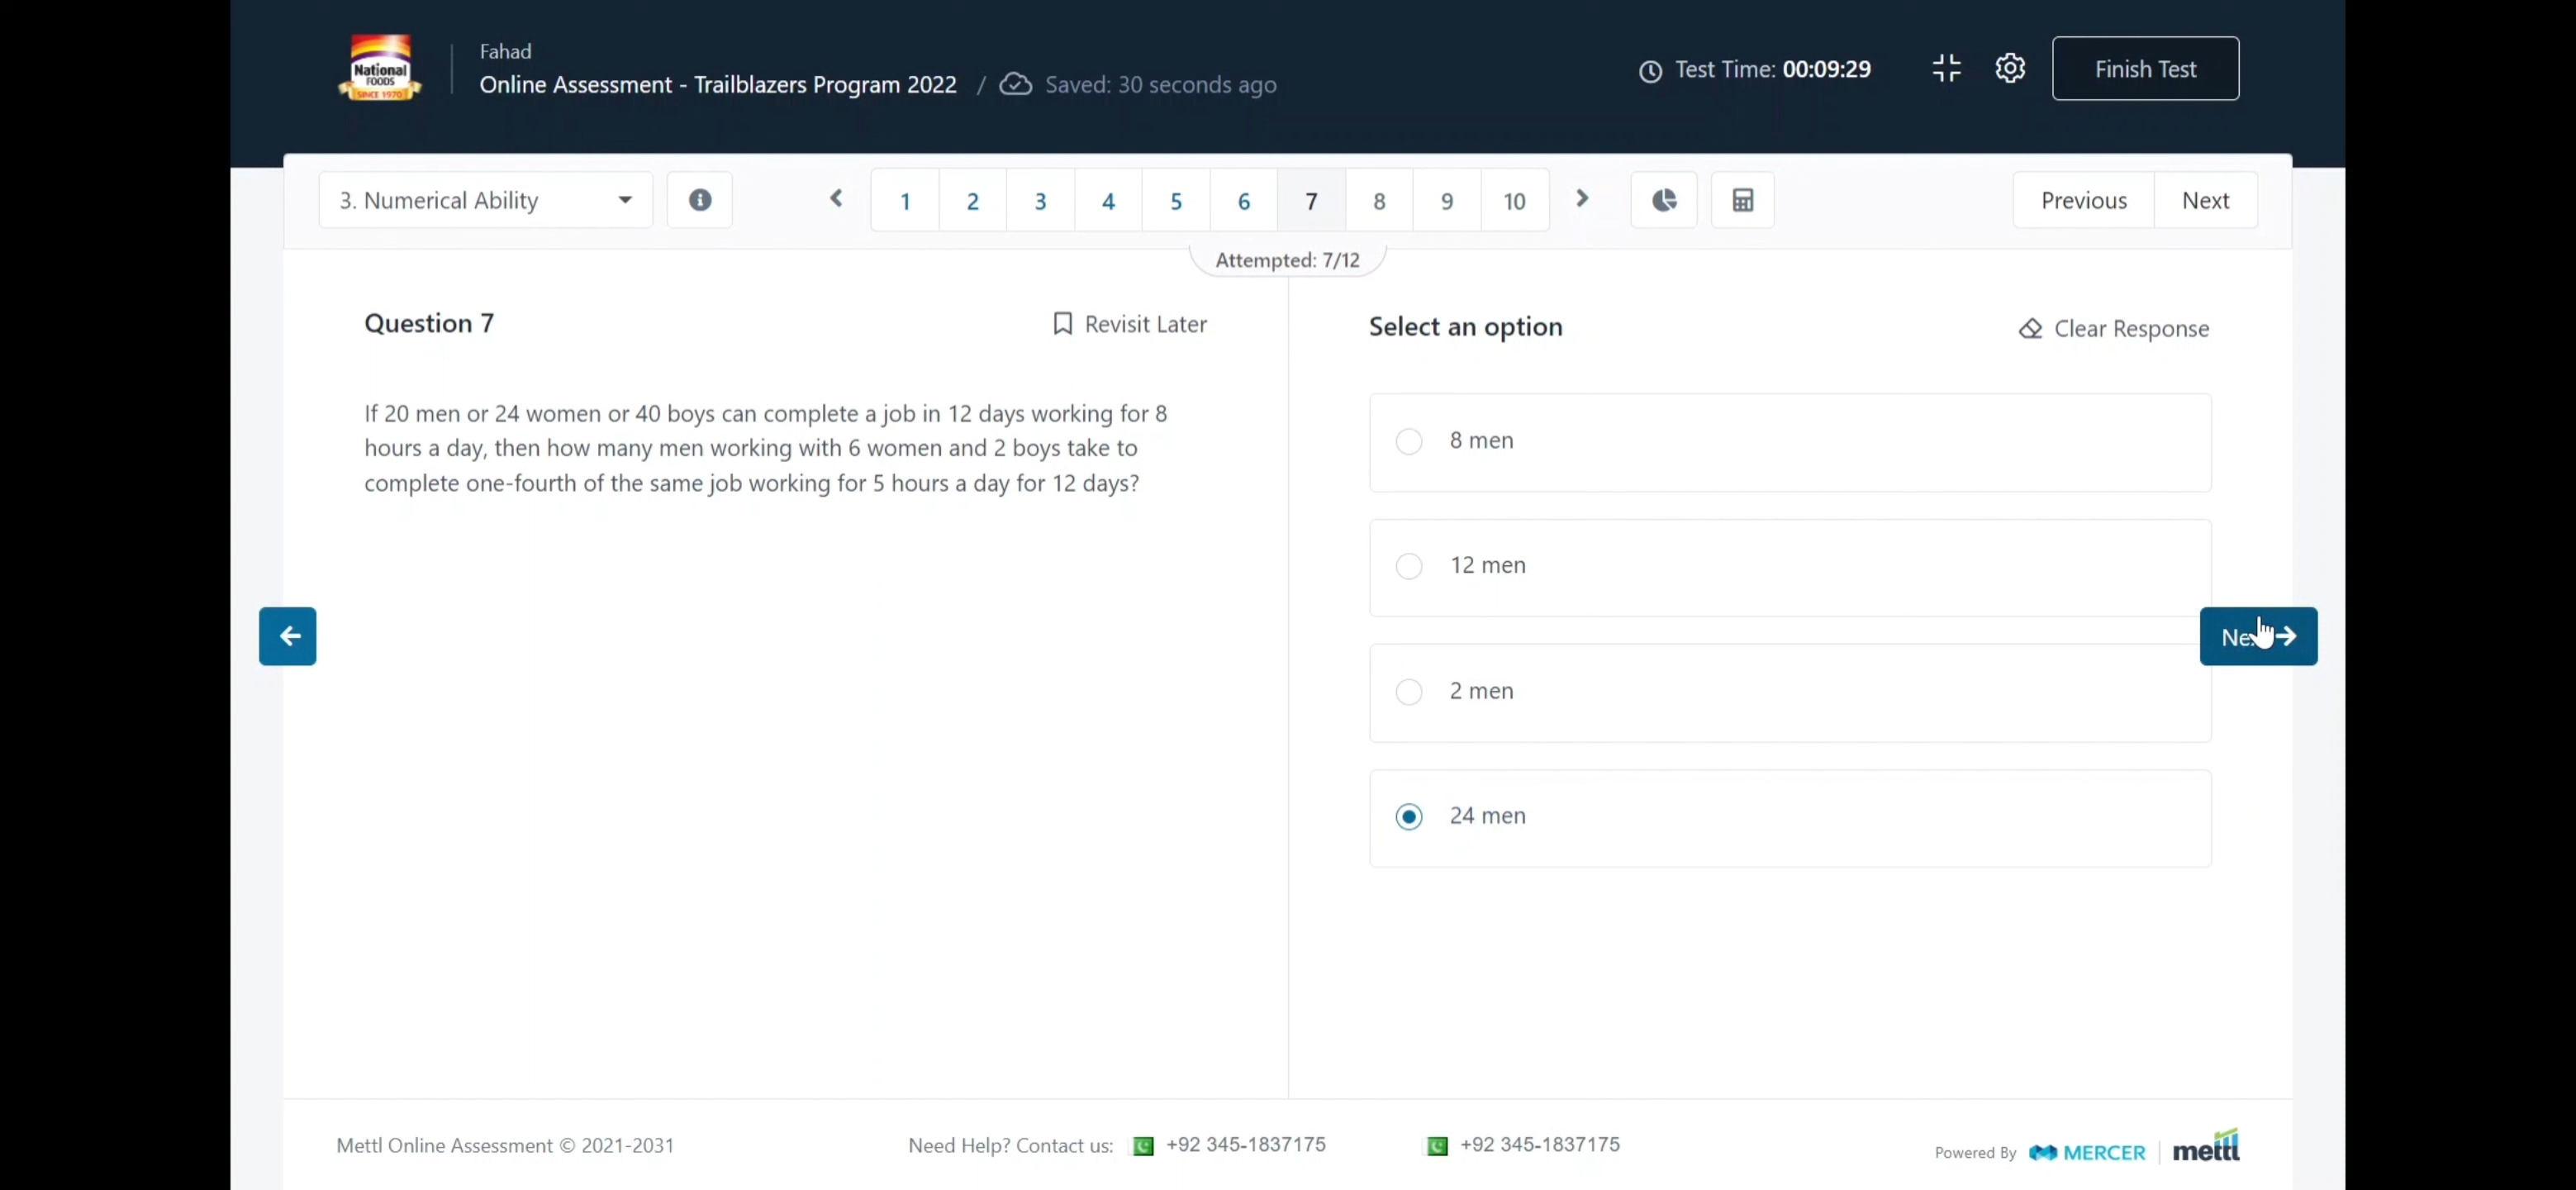 National
FOODS
SINCE 1970
Fahad
Online Assessment - Trailblazers Program 2022 / Saved: 30 seconds ago
Test Time: 00:09:29
Finish Test
3. Numerical Ability
1 2 3 4 5 6 7 8 9 10
Previous Next
Attempted: 7/12
Question 7
Revisit Later
If 20 men or 24 women or 40 boys can complete a job in 12 days working for 8
hours a day, then how many men working with 6 women and 2 boys take to
complete one-fourth of the same job working for 5 hours a day for 12 days?
Select an option
Clear Response
8 men
12 men
2 men
24 men
Mettl Online Assessment © 2021-2031
Need Help? Contact us: +92 345-1837175 +92 345-1837175
Powered By MERCER | mettl